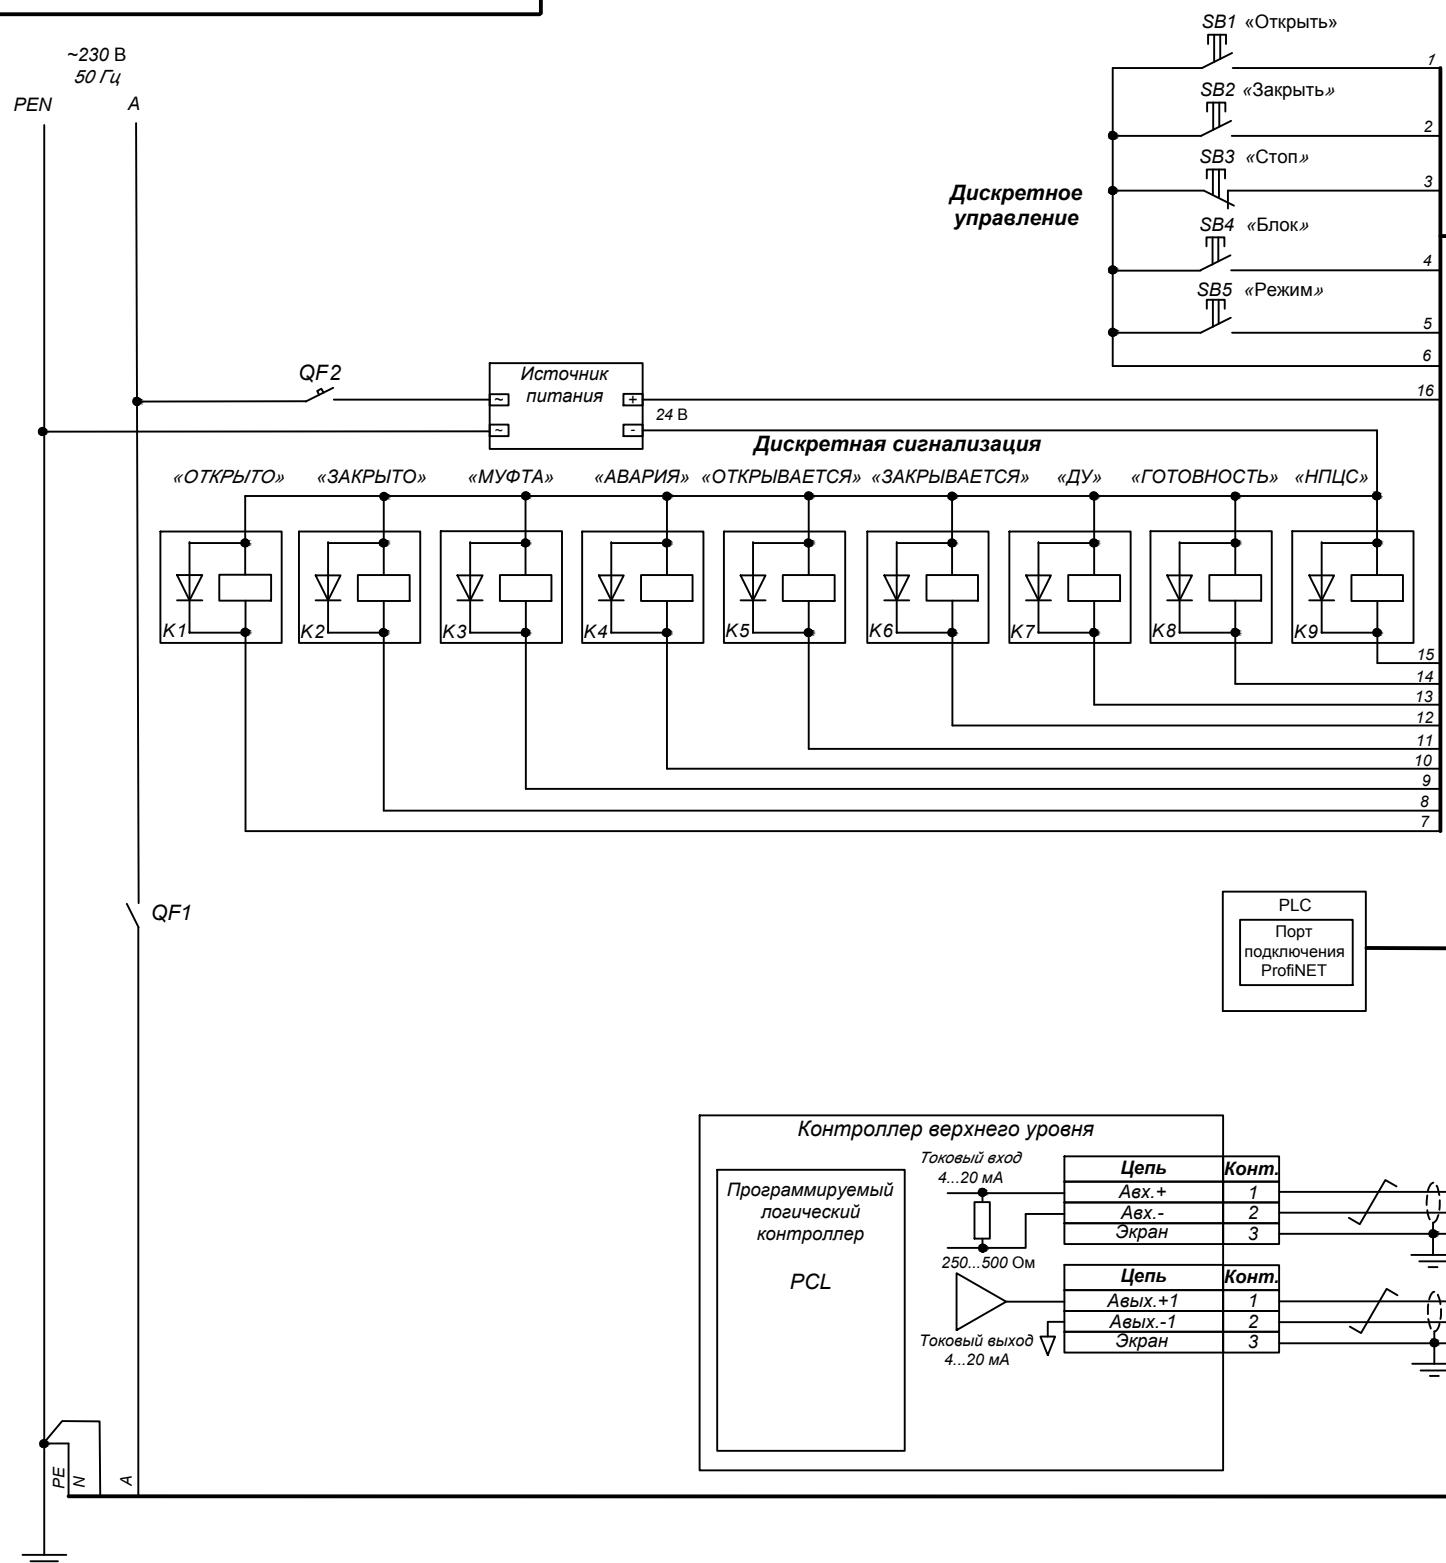 ~230 В
50 Гц
PEN
A
SB1 «Открыть»
1
SB2 «Закрыть»
2
SB3 «Стоп»
3
Дискретное
управление
SB4 «Блок»
4
SB5 «Режим»
5
6
QF2
Источник
питания
~
+
16
24 В
~
-
Дискретная сигнализация
«ОТКРЫТО» «ЗАКРЫТО» «МУФТА» «АВАРИЯ» «ОТКРЫВАЕТСЯ» «ЗАКРЫВАЕТСЯ» «ДУ» «ГОТОВНОСТЬ» «НПЦС»
K1 K2 K3 K4 K5 K6 K7 K8 K9
15
14
13
12
11
10
9
8
7
QF1
PLC
Порт
подключения
ProfiNET
Контроллер верхнего уровня
Программируемый
логический
контроллер
PCL
Токовый вход
4...20 мА
250...500 Ом
Цепь Конт.
Авх.+ 1
Авх.- 2
Экран 3
Цепь Конт.
Авых.+1 1
Авых.-1 2
Экран 3
Токовый выход
4...20 мА
PE
N
A